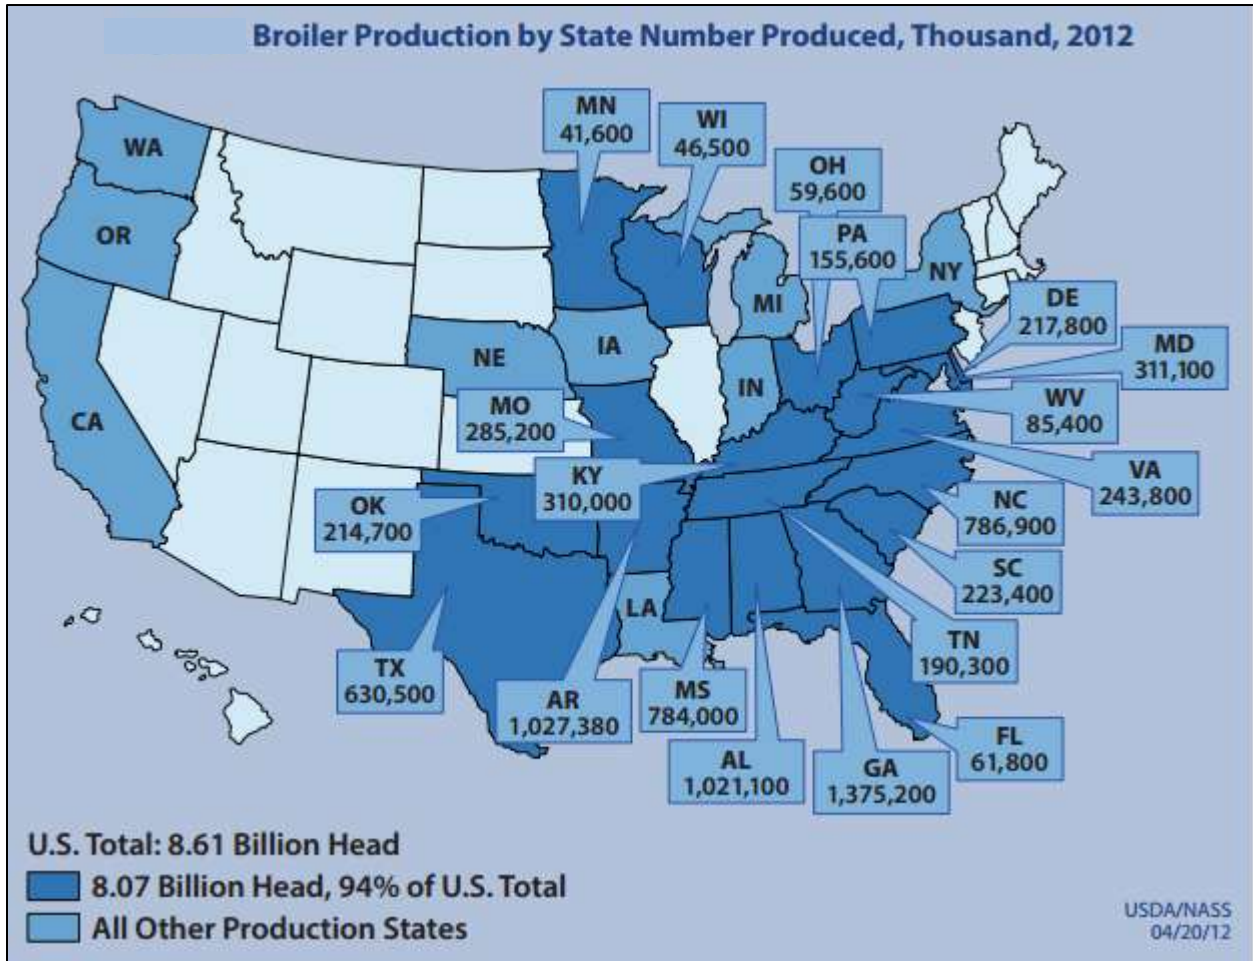 Broiler Production by State Number Produced, Thousand, 2012
MN
41,600
WI
46,500
OH
59,600
PA
155,600
WA
OR
CA
NE
IA
MI
IN
NY
LA
DE
217,800
MD
311,100
WV
85,400
VA
243,800
MO
285,200
KY
310,000
OK
214,700
NC
786,900
SC
223,400
TN
190,300
TX
630,500
AR
1,027,380
MS
784,000
AL
1,021,100
GA
1,375,200
FL
61,800
U.S. Total: 8.61 Billion Head
8.07 Billion Head, 94% of U.S. Total
All Other Production States
USDA/NASS
04/20/12